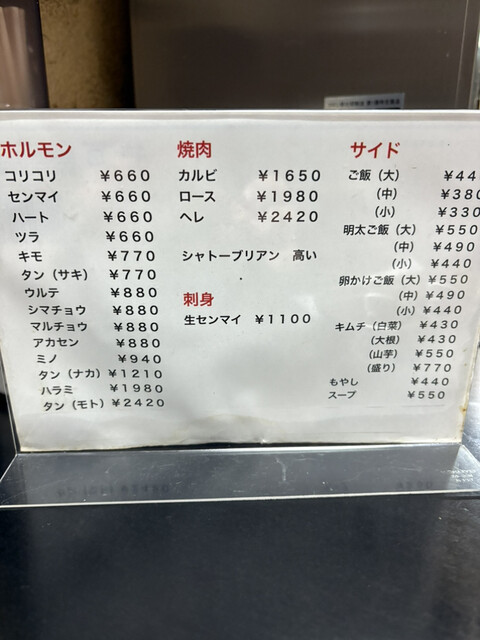 ホルモン
コリコリ ¥660
センマイ ¥660
ハート ¥660
ツラ ¥660
キモ ¥770
タン（サキ） ¥770
ウルテ ¥880
シマチョウ ¥880
マルチョウ ¥880
アカセン ¥880
ミノ ¥940
タン（ナカ） ¥1210
ハラミ ¥1980
タン（モト） ¥2420
焼肉
カルビ ¥1650
ロース ¥1980
ヘレ ¥2420
シャトーブリアン 高い
刺身
生センマイ ¥1100
サイド
ご飯（大） ¥44
（中） ¥380
（小） ¥330
明太ご飯（大） ¥550
（中） ¥490
（小） ¥440
卵かけご飯（大） ¥550
（中） ¥490
（小） ¥440
キムチ（白菜） ¥430
（大根） ¥430
（山芋） ¥550
（盛り） ¥770
もやし ¥440
スープ ¥550